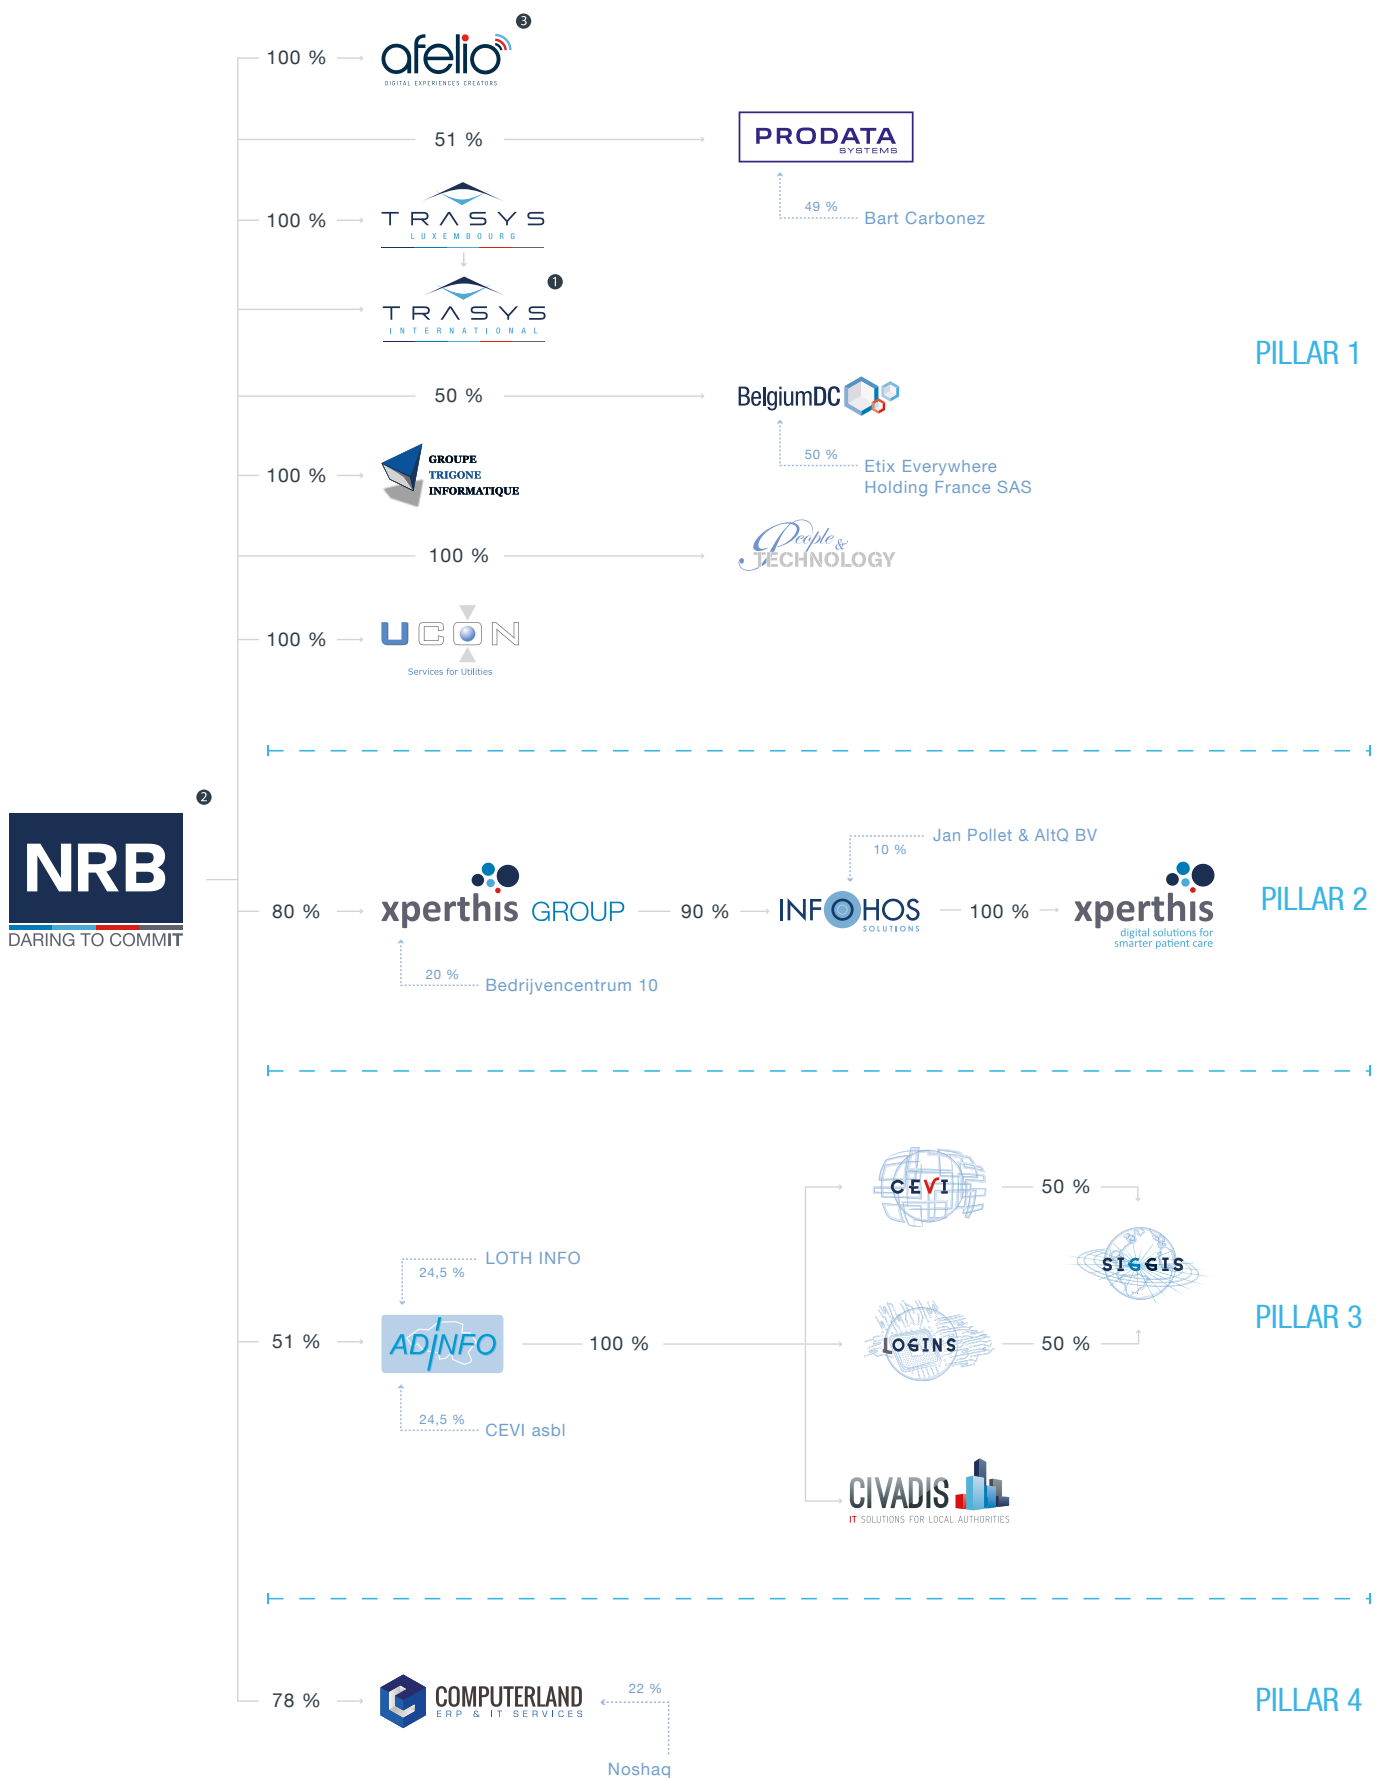 3
100 %
afelio
DIGITAL EXPERIENCES CREATORS
51 %
PRODATA
SYSTEMS
49 %
Bart Carbonez
100 %
TRASYS
LUXEMBOURG
1
TRASYS
INTERNATIONAL
PILLAR 1
50 %
BelgiumDC
50 %
Etix Everywhere
Holding France SAS
100 %
GROUPE
TRIGONE
INFORMATIQUE
100 %
People &
TECHNOLOGY
100 %
UCON
Services for Utilities
2
NRB
DARING TO COMMIT
Jan Pollet & AltQ BV
10 %
80 %
xperthis GROUP
90 %
INFOHOS
SOLUTIONS
100 %
xperthis
digital solutions for
smarter patient care
PILLAR 2
20 %
Bedrijvencentrum 10
CEVI
50 %
LOTH INFO
24,5 %
SIGGIS
PILLAR 3
51 %
ADINFO
100 %
LOGINS
50 %
24,5 %
CEVI asbl
CIVADIS
IT SOLUTIONS FOR LOCAL AUTHORITIES
78 %
COMPUTERLAND
ERP & IT SERVICES
22 %
Noshaq
PILLAR 4